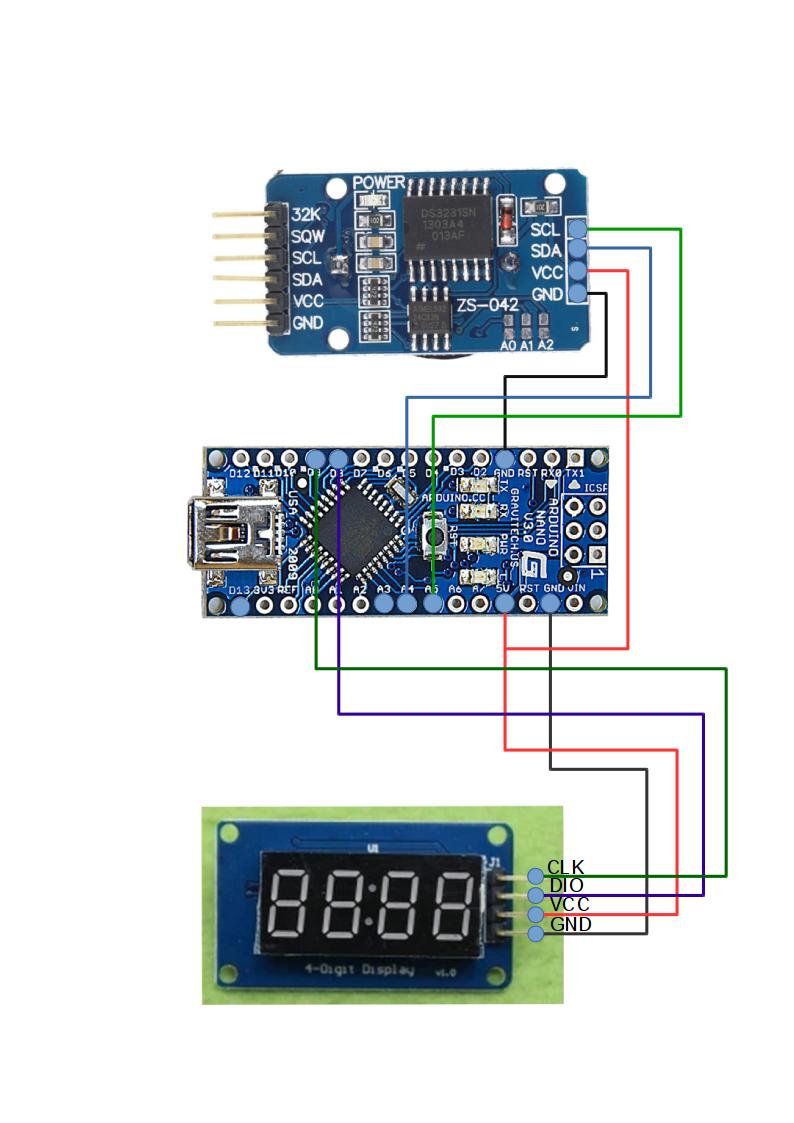 POWER
32K
SQW
SCL
SDA
VCC
GND
DS3231SN
1303A4
013AF
#
ZS-042
A0 A1 A2
SCL
SDA
VCC
GND
D12 D11 D10 D9 D8 D7 D6 D5 D4 D3 D2 GND RST RX0 TX1
USA
2009
ARDUINO.CC
RST
TX
RX
PWR
L
GRAVITECH.US
ARDUINO
NANO
V3.0
ICSP
1
D13 3V3 REF A0 A1 A2 A3 A4 A5 A6 A7 5V RST GND VIN
U1
J1
88:88
4-Digit Display v1.0
CLK
DIO
VCC
GND